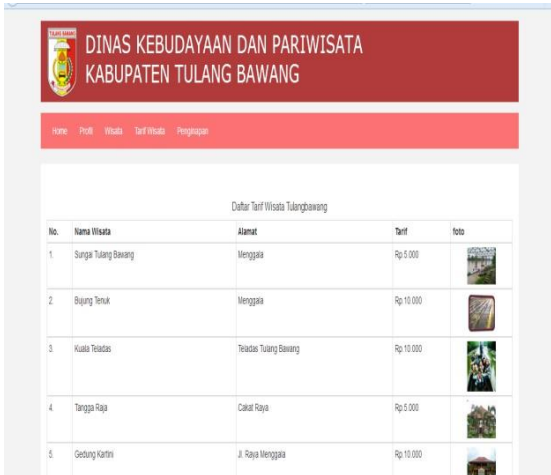 TULANG BAWANG
DINAS KEBUDAYAAN DAN PARIWISATA
KABUPATEN TULANG BAWANG
Home Profil Wisata Tarif Wisata Penginapan
Daftar Tarif Wisata Tulangbawang
No. Nama Wisata Alamat Tarif foto
1. Sungai Tulang Bawang Menggala Rp.5.000
2. Bujung Tenuk Menggala Rp.10.000
3. Kuala Teladas Teladas Tulang Bawang Rp.10.000
4. Tangga Raja Cakat Raya Rp.5.000
5. Gedung Kartini Jl. Raya Menggala Rp.10.000